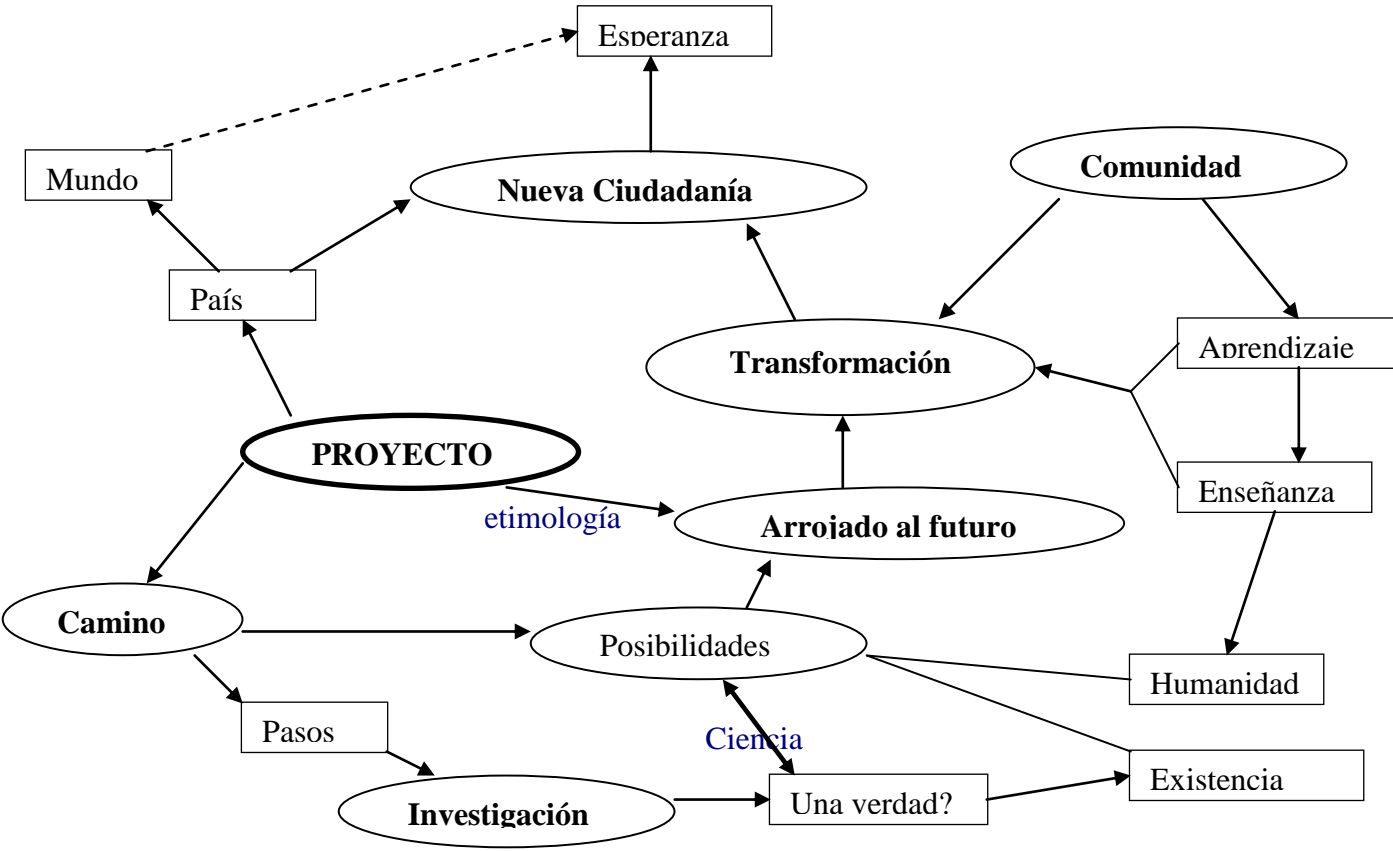 Esperanza
Mundo
Nueva Ciudadanía
Comunidad
País
Transformación
Aprendizaje
PROYECTO
etimología
Arrojado al futuro
Enseñanza
Camino
Posibilidades
Humanidad
Pasos
Ciencia
Existencia
Investigación
Una verdad?